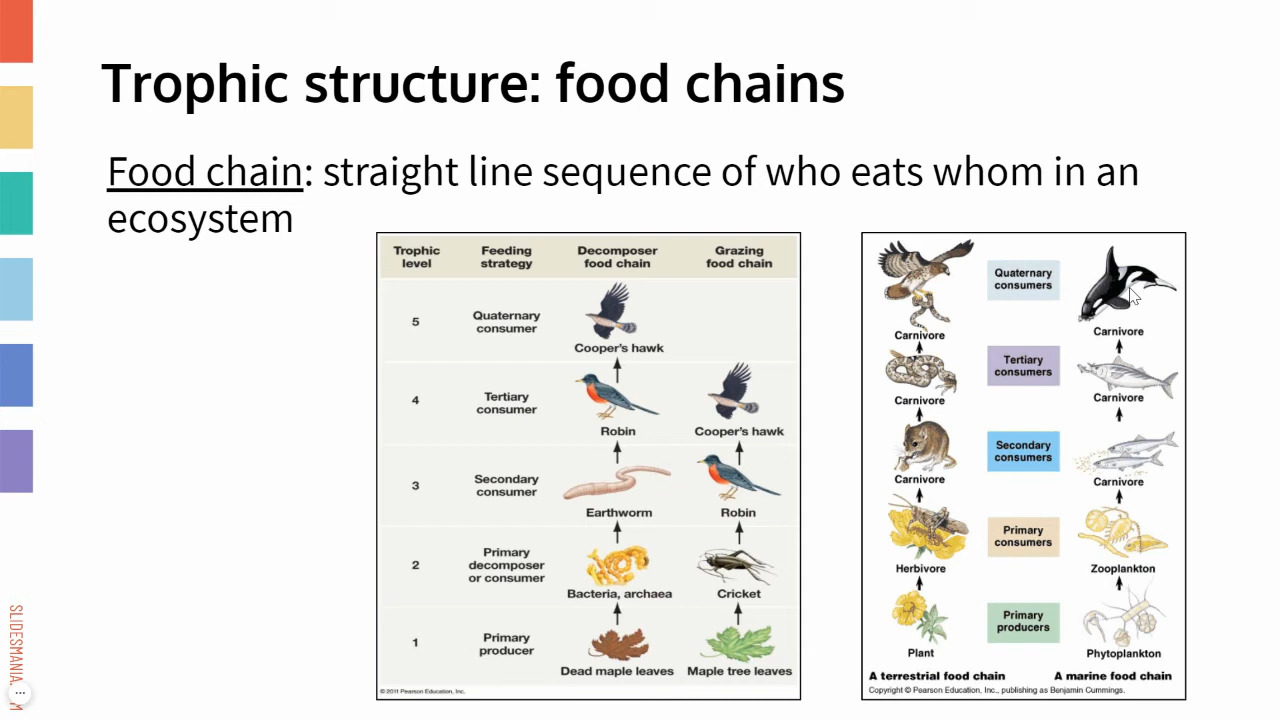 Trophic structure: food chains
Food chain: straight line sequence of who eats whom in an
ecosystem
Trophic
level
Feeding
strategy
Decomposer
food chain
Grazing
food chain
5
Quaternary
consumer
Cooper's hawk
4
Tertiary
consumer
Robin
Cooper's hawk
3
Secondary
consumer
Earthworm
Robin
2
Primary
decomposer
or consumer
Bacteria, archaea
Cricket
1
Primary
producer
Dead maple leaves
Maple tree leaves
© 2011 Pearson Education, Inc.
Quaternary
consumers
Carnivore
Carnivore
Tertiary
consumers
Carnivore
Carnivore
Secondary
consumers
Carnivore
Carnivore
Primary
consumers
Herbivore
Zooplankton
Primary
producers
Plant
Phytoplankton
A terrestrial food chain
A marine food chain
Copyright © Pearson Education, Inc., publishing as Benjamin Cummings.